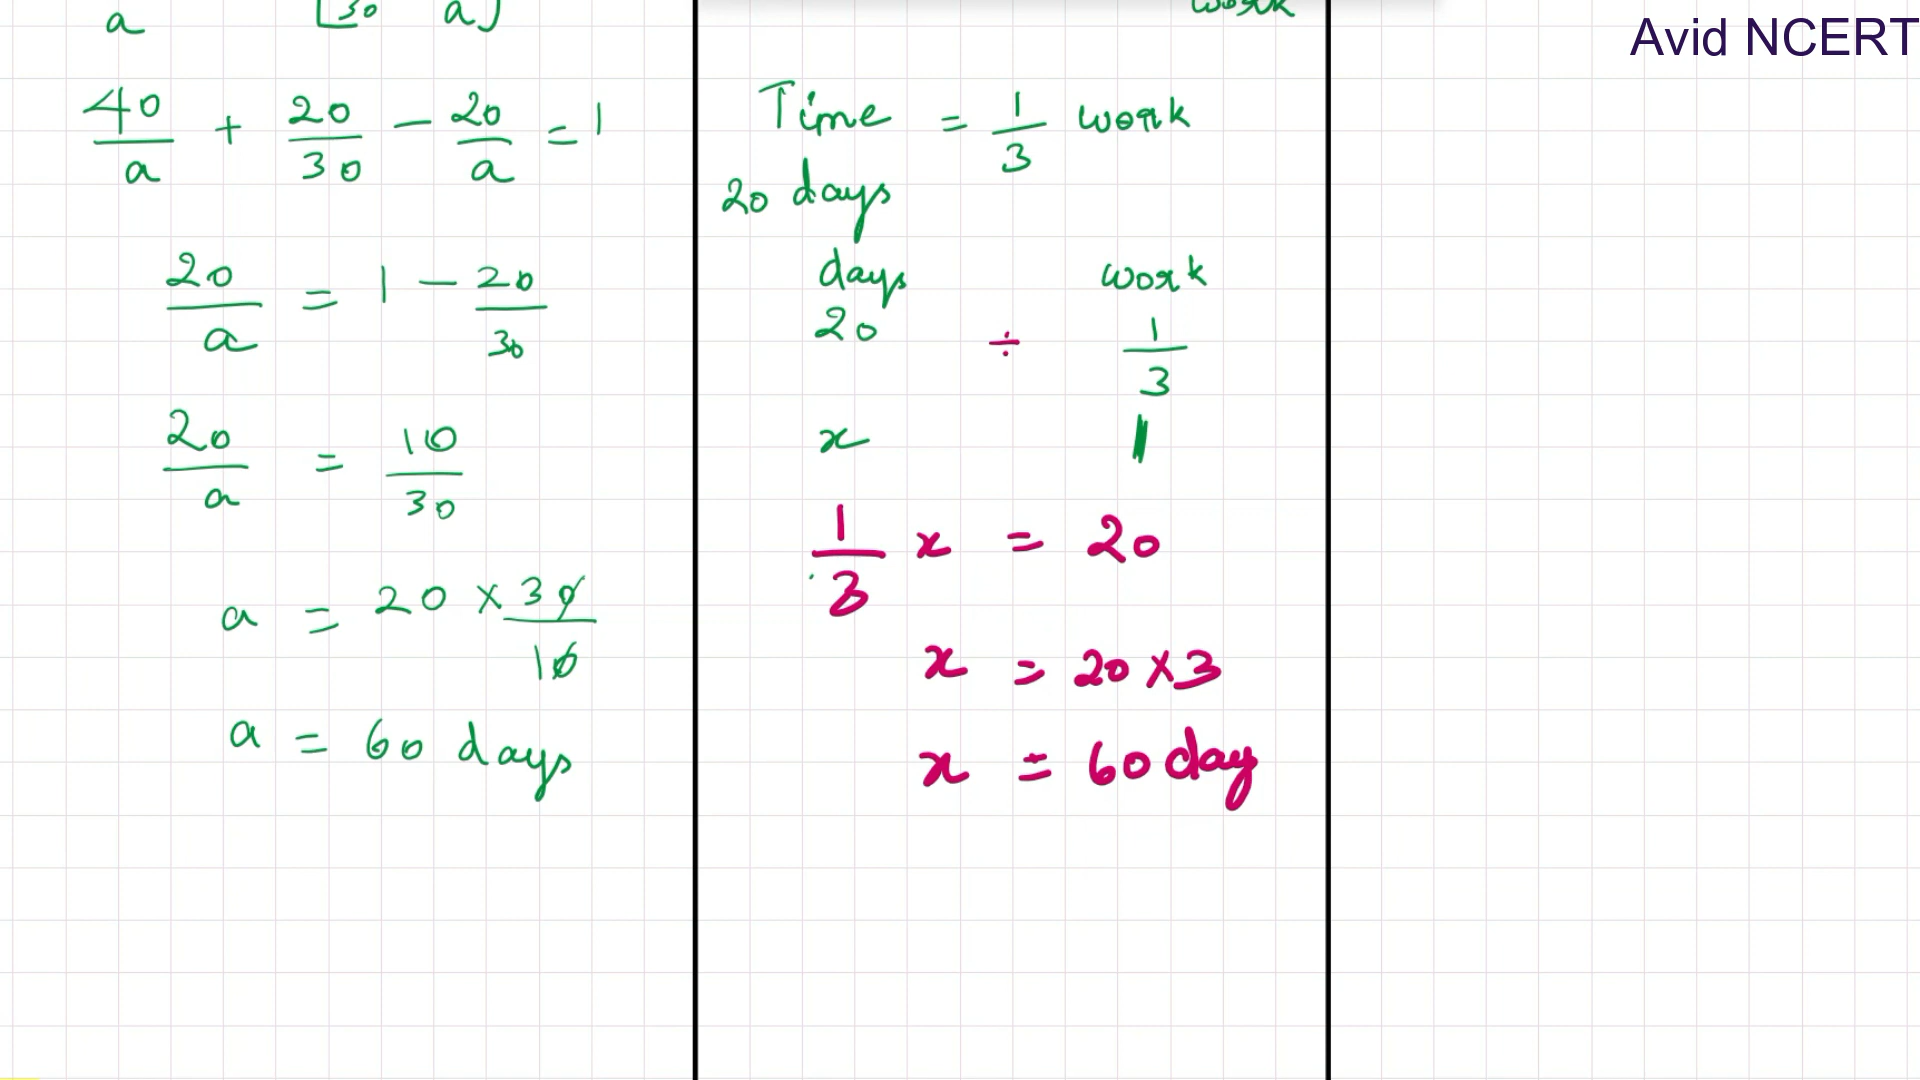 Avid NCERT
a [30 a]
40/a + 20/30 - 20/a = 1
20/a = 1 - 20/30
20/a = 10/30
a = 20 × 30/10
a = 60 days
work
Time = 1/3 work
20 days
days work
20 ÷ 1/3
x 1
1/3 x = 20
x = 20 × 3
x = 60 day